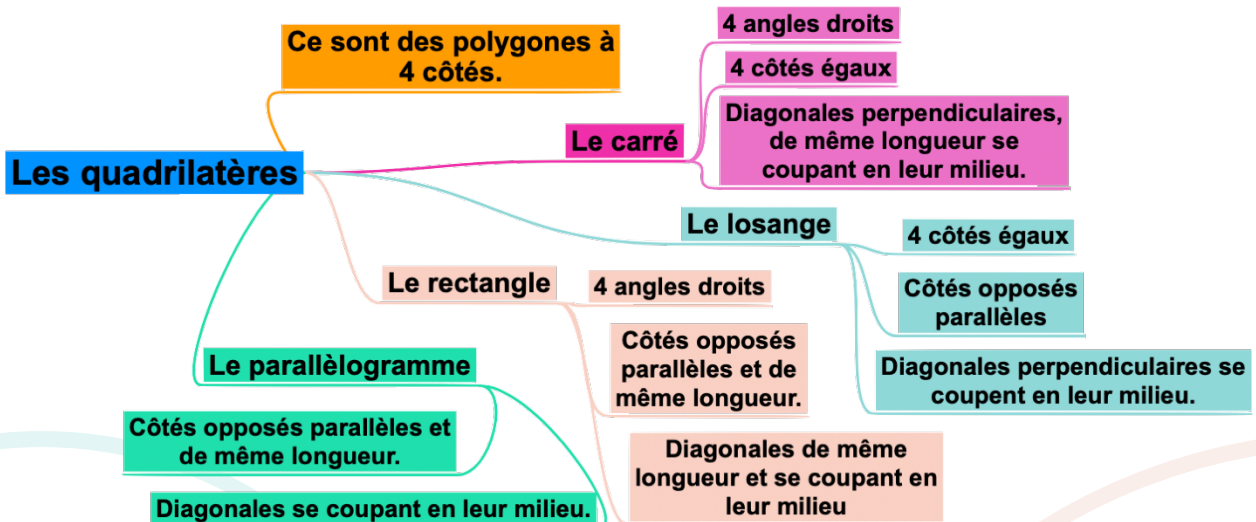 Les quadrilatères
Ce sont des polygones à
4 côtés.
Le carré
4 angles droits
4 côtés égaux
Diagonales perpendiculaires,
de même longueur se
coupant en leur milieu.
Le losange
4 côtés égaux
Côtés opposés
parallèles
Diagonales perpendiculaires se
coupent en leur milieu.
Le rectangle
4 angles droits
Côtés opposés
parallèles et de
même longueur.
Diagonales de même
longueur et se coupant en
leur milieu
Le parallèlogramme
Côtés opposés parallèles et
de même longueur.
Diagonales se coupant en leur milieu.